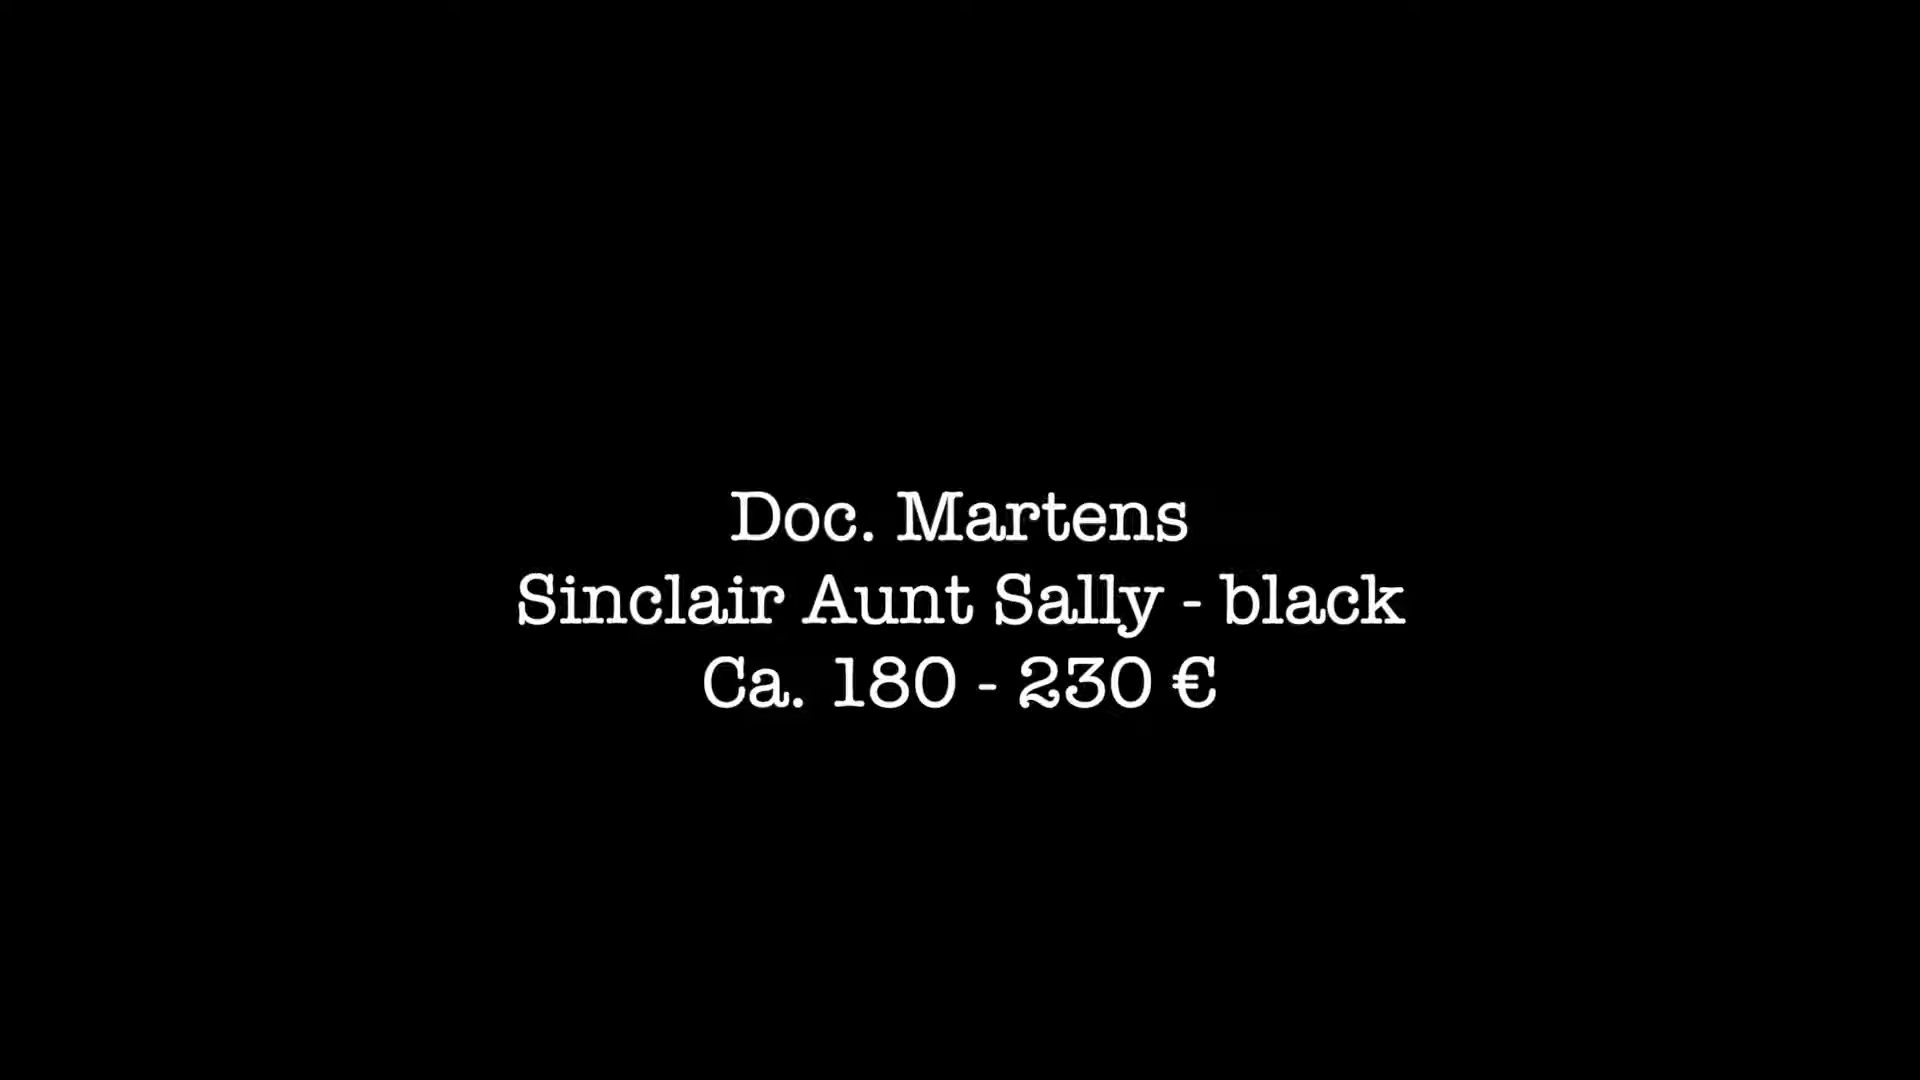 Doc. Martens
Sinclair Aunt Sally - black
Ca. 180 - 230 €